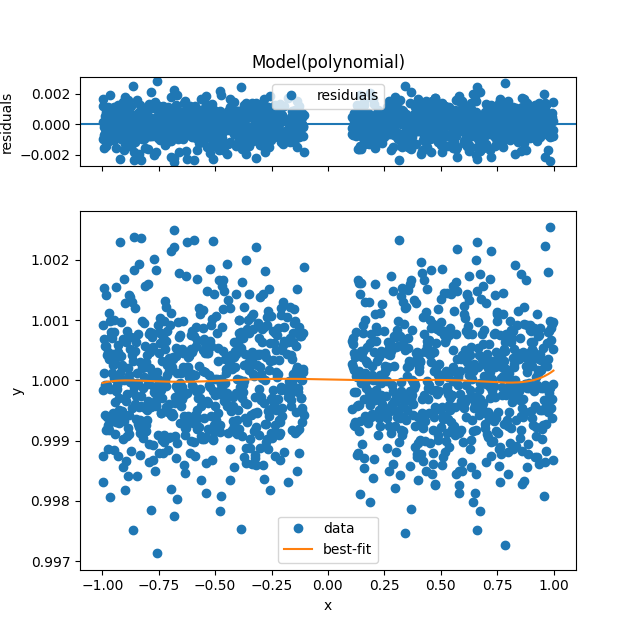 Model(polynomial)
residuals
0.002
0.000
−0.002
residuals
1.002
1.001
1.000
0.999
0.998
0.997
y
data
best-fit
−1.00 −0.75 −0.50 −0.25 0.00 0.25 0.50 0.75 1.00
x